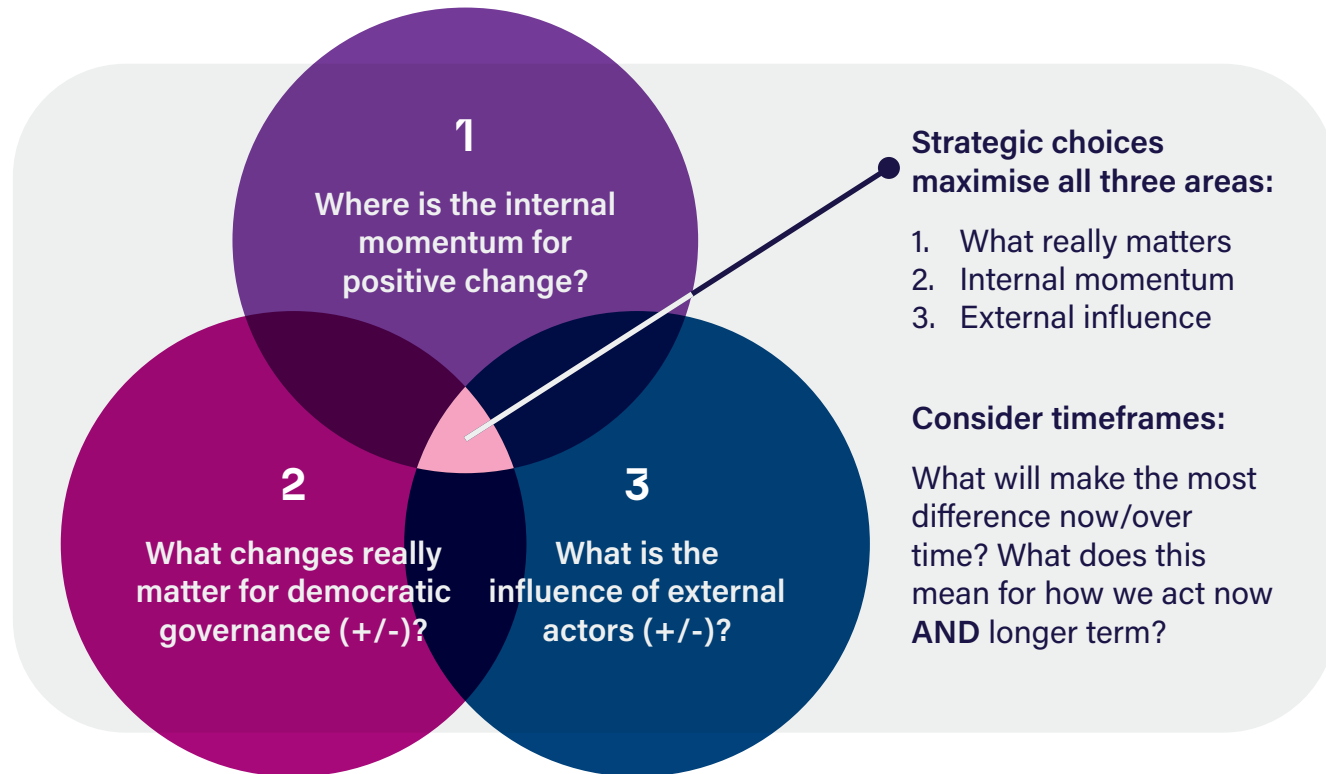 1
Where is the internal
momentum for
positive change?
2
What changes really
matter for democratic
governance (+/-)?
3
What is the
influence of external
actors (+/-)?
Strategic choices
maximise all three areas:
1. What really matters
2. Internal momentum
3. External influence
Consider timeframes:
What will make the most
difference now/over
time? What does this
mean for how we act now
AND longer term?